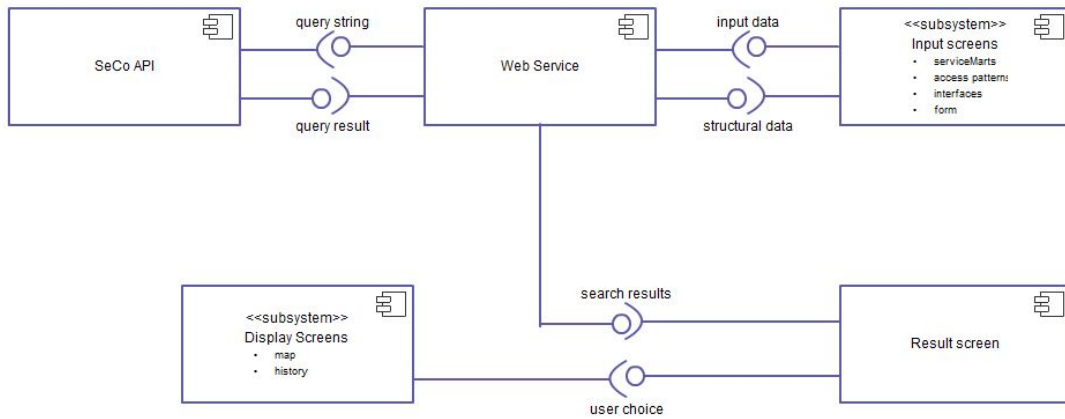 query string
input data
<<subsystem>>
Input screens
SeCo API
Web Service
• serviceMarts
• access patterns
• interfaces
• form
query result
structural data
search results
<<subsystem>>
Display Screens
• map
• history
Result screen
user choice